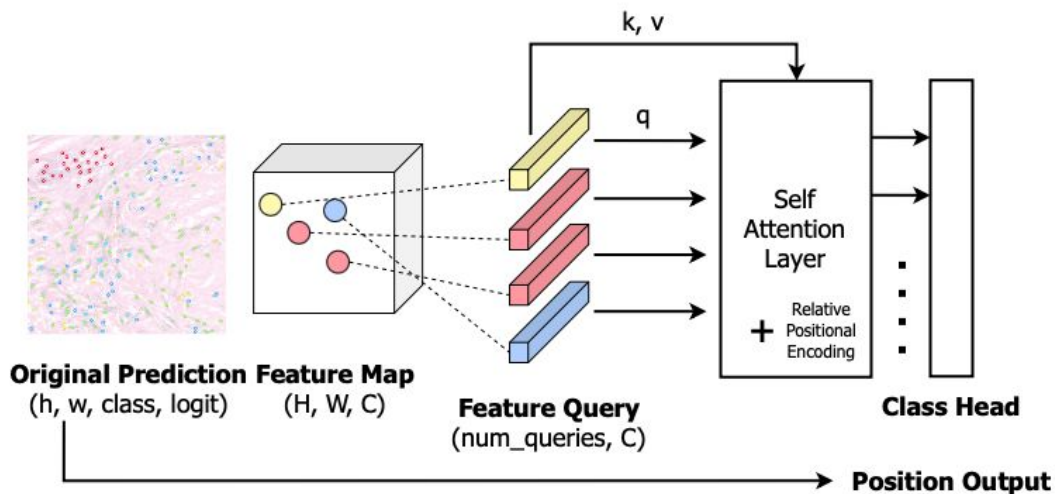 k, v
q
Self
Attention
Layer
+ Relative
Positional
Encoding
Original Prediction
(h, w, class, logit)
Feature Map
(H, W, C)
Feature Query
(num_queries, C)
Class Head
Position Output